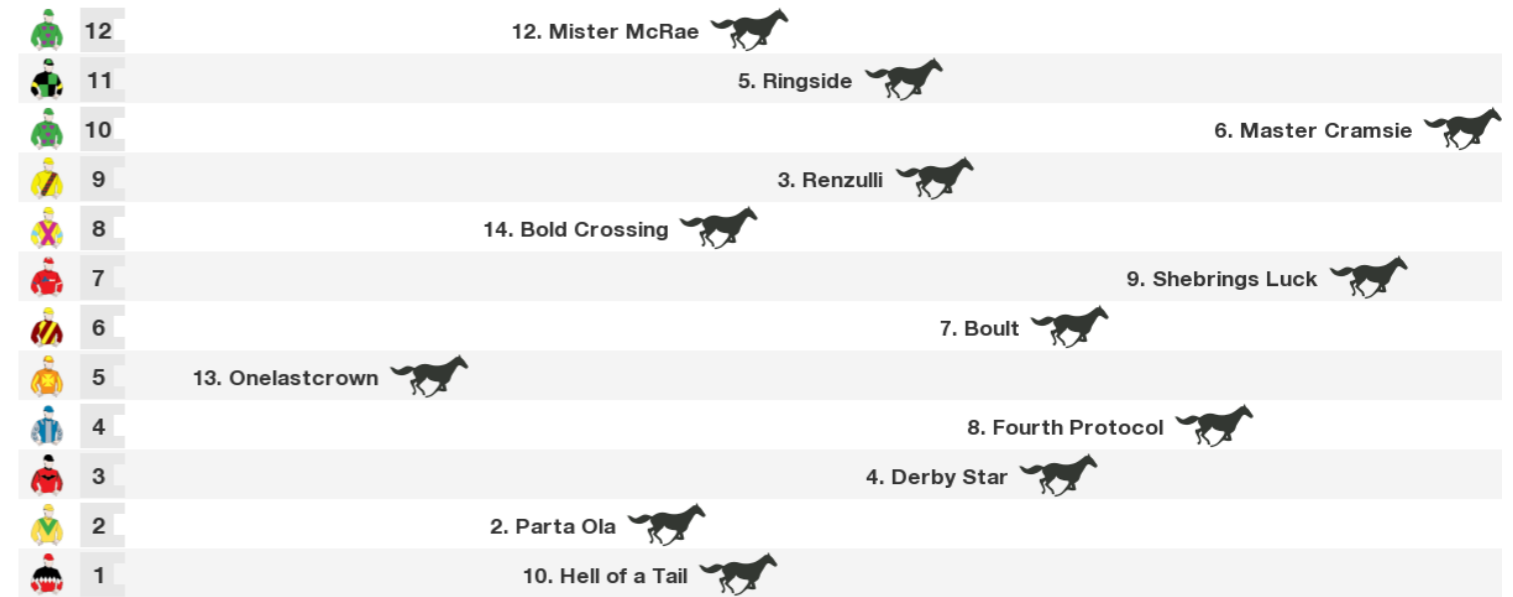 12 12. Mister McRae
11 5. Ringside
10 6. Master Cramsie
9 3. Renzulli
8 14. Bold Crossing
7 9. Shebrings Luck
6 7. Boult
5 13. Onelastcrown
4 8. Fourth Protocol
3 4. Derby Star
2 2. Parta Ola
1 10. Hell of a Tail